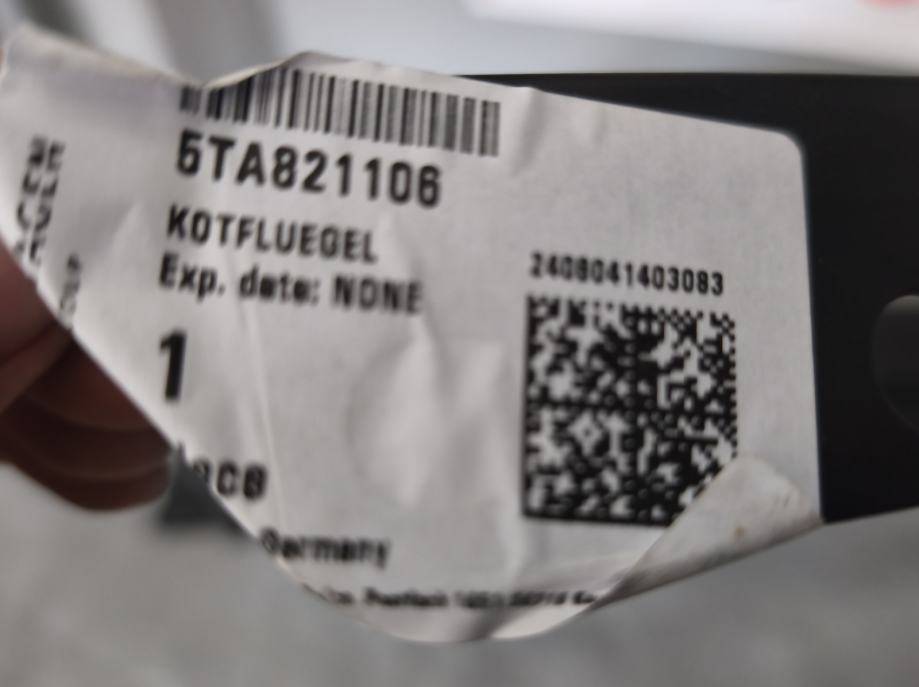 5TA821106
KOTFLUEGEL
Exp. date: NONE
2408041403083
1
Germany